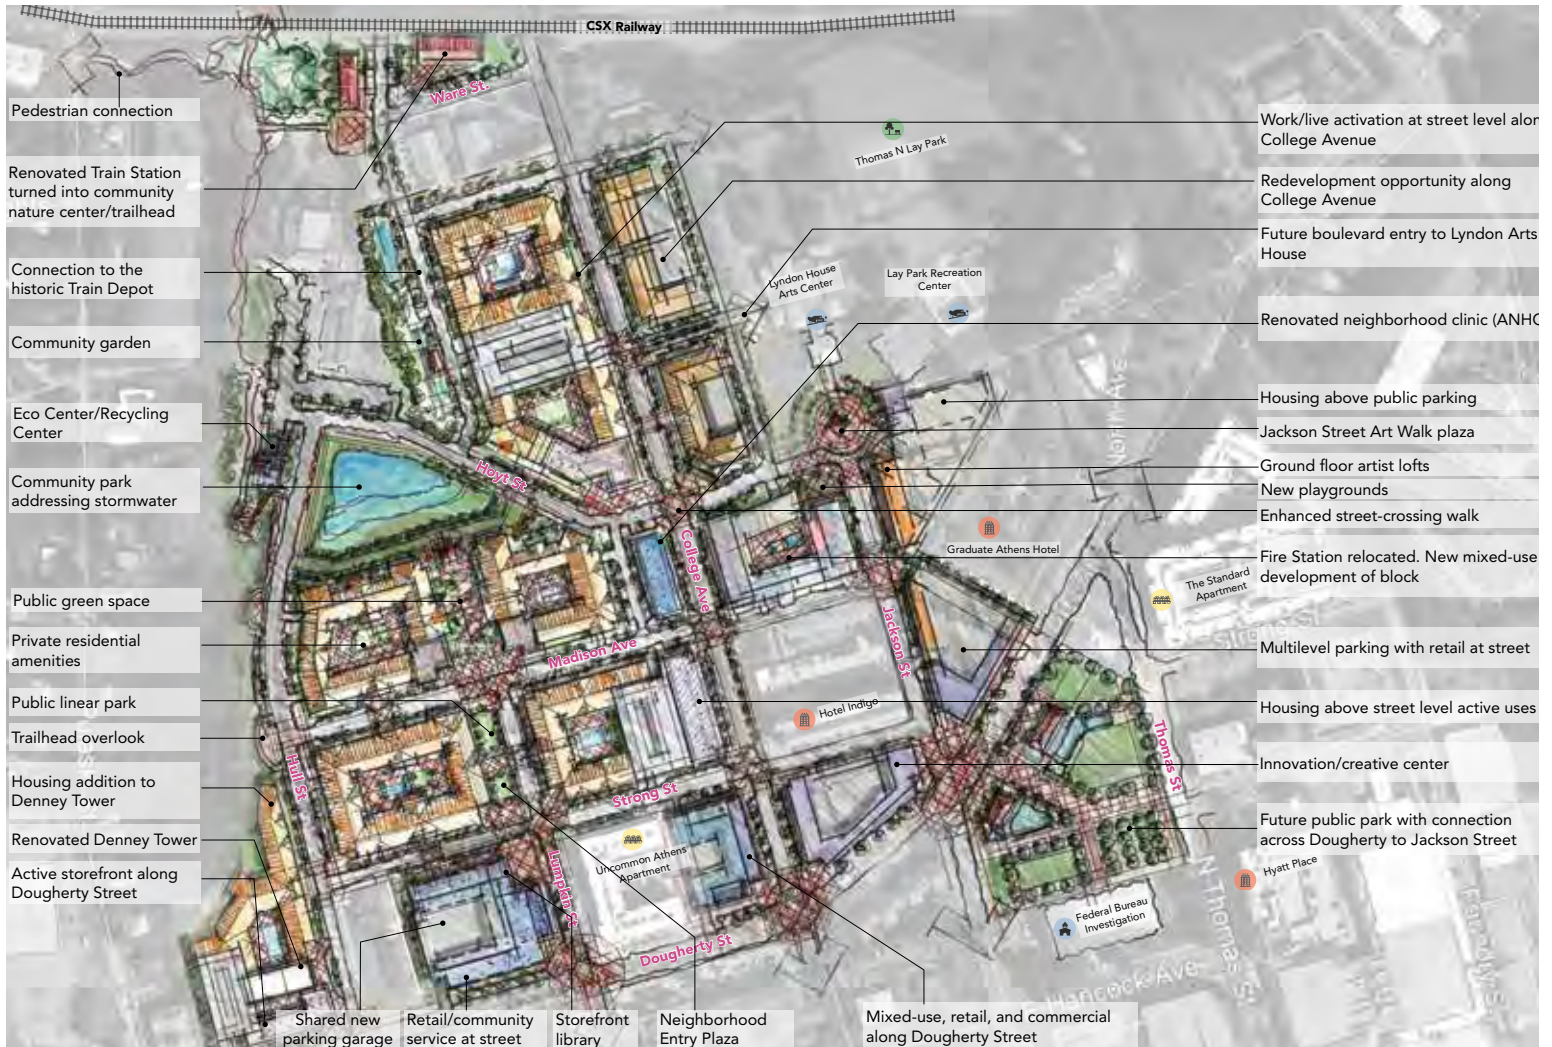 CSX Railway
Ware St.
Pedestrian connection
Renovated Train Station
turned into community
nature center/trailhead
Connection to the
historic Train Depot
Community garden
Eco Center/Recycling
Center
Community park
addressing stormwater
Public green space
Private residential
amenities
Public linear park
Trailhead overlook
Housing addition to
Denney Tower
Renovated Denney Tower
Active storefront along
Dougherty Street
Shared new
parking garage
Retail/community
service at street
Storefront
library
Neighborhood
Entry Plaza
Mixed-use, retail, and commercial
along Dougherty Street
Work/live activation at street level alon
College Avenue
Redevelopment opportunity along
College Avenue
Future boulevard entry to Lyndon Arts
House
Renovated neighborhood clinic (ANHC
Housing above public parking
Jackson Street Art Walk plaza
Ground floor artist lofts
New playgrounds
Enhanced street-crossing walk
Fire Station relocated. New mixed-use
development of block
Multilevel parking with retail at street
Housing above street level active uses
Innovation/creative center
Future public park with connection
across Dougherty to Jackson Street
Thomas N Lay Park
Lyndon House
Arts Center
Lay Park Recreation
Center
Graduate Athens Hotel
The Standard
Apartment
Hotel Indigo
Uncommon Athens
Apartment
Federal Bureau
Investigation
Hyatt Place
Hoyt St
College Ave
Madison Ave
Jackson St
Hull St
Strong St
Lumpkin St
Dougherty St
Thomas St
North Ave
Strong St
N Thomas St
Hancock Ave